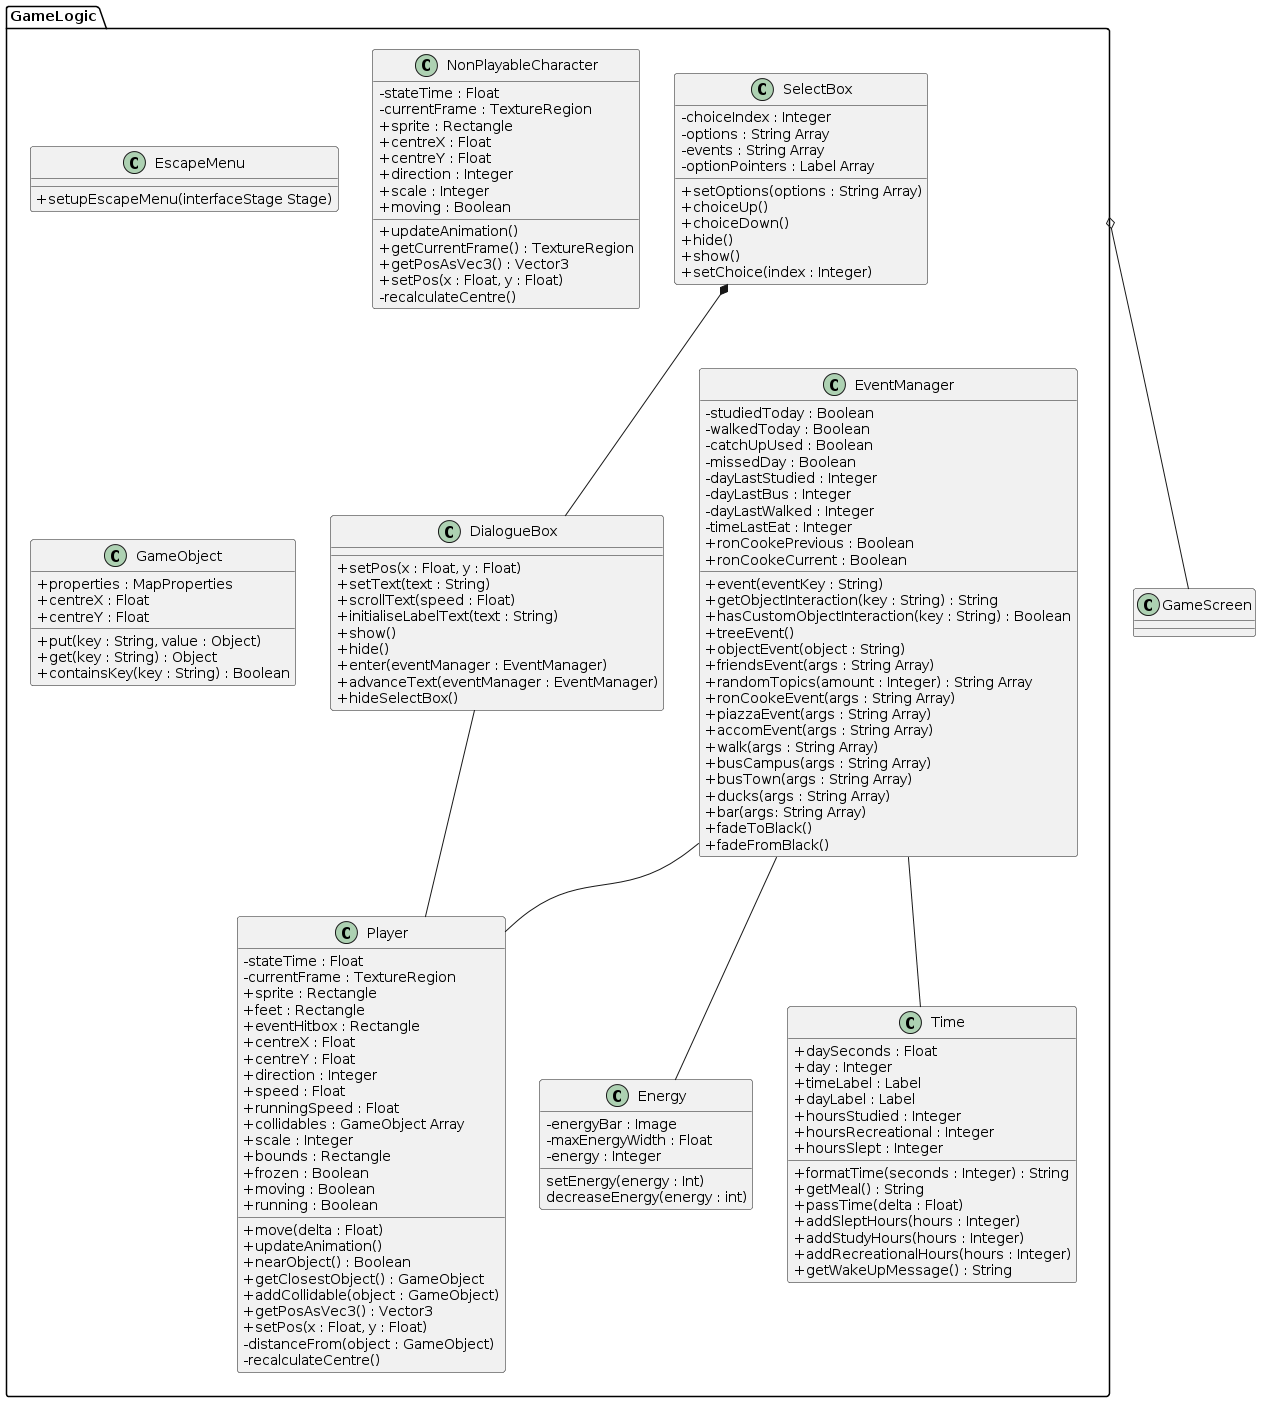 GameLogic
C NonPlayableCharacter
-stateTime : Float
-currentFrame : TextureRegion
+sprite : Rectangle
+centreX : Float
+centreY : Float
+direction : Integer
+scale : Integer
+moving : Boolean
+updateAnimation()
+getCurrentFrame() : TextureRegion
+getPosAsVec3() : Vector3
+setPos(x : Float, y : Float)
-recalculateCentre()
C SelectBox
-choiceIndex : Integer
-options : String Array
-events : String Array
-optionPointers : Label Array
+setOptions(options : String Array)
+choiceUp()
+choiceDown()
+hide()
+show()
+setChoice(index : Integer)
C EscapeMenu
+setupEscapeMenu(interfaceStage Stage)
C EventManager
-studiedToday : Boolean
-walkedToday : Boolean
-catchUpUsed : Boolean
-missedDay : Boolean
-dayLastStudied : Integer
-dayLastBus : Integer
-dayLastWalked : Integer
-timeLastEat : Integer
+ronCookePrevious : Boolean
+ronCookeCurrent : Boolean
+event(eventKey : String)
+getObjectInteraction(key : String) : String
+hasCustomObjectInteraction(key : String) : Boolean
+treeEvent()
+objectEvent(object : String)
+friendsEvent(args : String Array)
+randomTopics(amount : Integer) : String Array
+ronCookeEvent(args : String Array)
+piazzaEvent(args : String Array)
+accomEvent(args : String Array)
+walk(args : String Array)
+busCampus(args : String Array)
+busTown(args : String Array)
+ducks(args : String Array)
+bar(args: String Array)
+fadeToBlack()
+fadeFromBlack()
C GameObject
+properties : MapProperties
+centreX : Float
+centreY : Float
+put(key : String, value : Object)
+get(key : String) : Object
+containsKey(key : String) : Boolean
C DialogueBox
+setPos(x : Float, y : Float)
+setText(text : String)
+scrollText(speed : Float)
+initialiseLabelText(text : String)
+show()
+hide()
+enter(eventManager : EventManager)
+advanceText(eventManager : EventManager)
+hideSelectBox()
C GameScreen
C Player
-stateTime : Float
-currentFrame : TextureRegion
+sprite : Rectangle
+feet : Rectangle
+eventHitbox : Rectangle
+centreX : Float
+centreY : Float
+direction : Integer
+speed : Float
+runningSpeed : Float
+collidables : GameObject Array
+scale : Integer
+bounds : Rectangle
+frozen : Boolean
+moving : Boolean
+running : Boolean
+move(delta : Float)
+updateAnimation()
+nearObject() : Boolean
+getClosestObject() : GameObject
+addCollidable(object : GameObject)
+getPosAsVec3() : Vector3
+setPos(x : Float, y : Float)
-distanceFrom(object : GameObject)
-recalculateCentre()
C Energy
-energyBar : Image
-maxEnergyWidth : Float
-energy : Integer
setEnergy(energy : Int)
decreaseEnergy(energy : int)
C Time
+daySeconds : Float
+day : Integer
+timeLabel : Label
+dayLabel : Label
+hoursStudied : Integer
+hoursRecreational : Integer
+hoursSlept : Integer
+formatTime(seconds : Integer) : String
+getMeal() : String
+passTime(delta : Float)
+addSleptHours(hours : Integer)
+addStudyHours(hours : Integer)
+addRecreationalHours(hours : Integer)
+getWakeUpMessage() : String